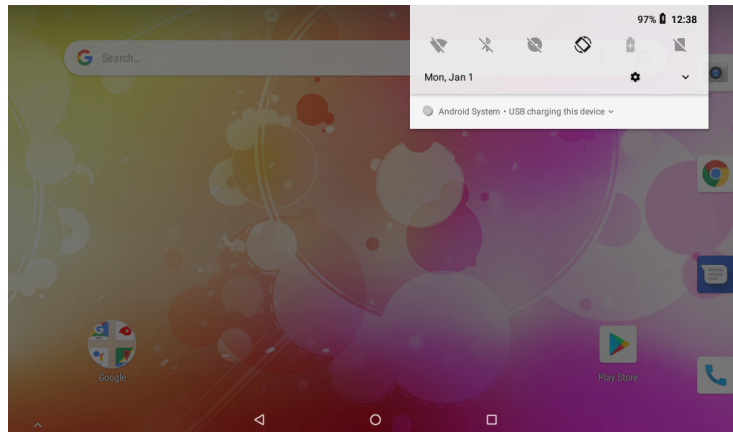 97% 12:38
Search...
Mon, Jan 1
Android System • USB charging this device
Google
Play Store